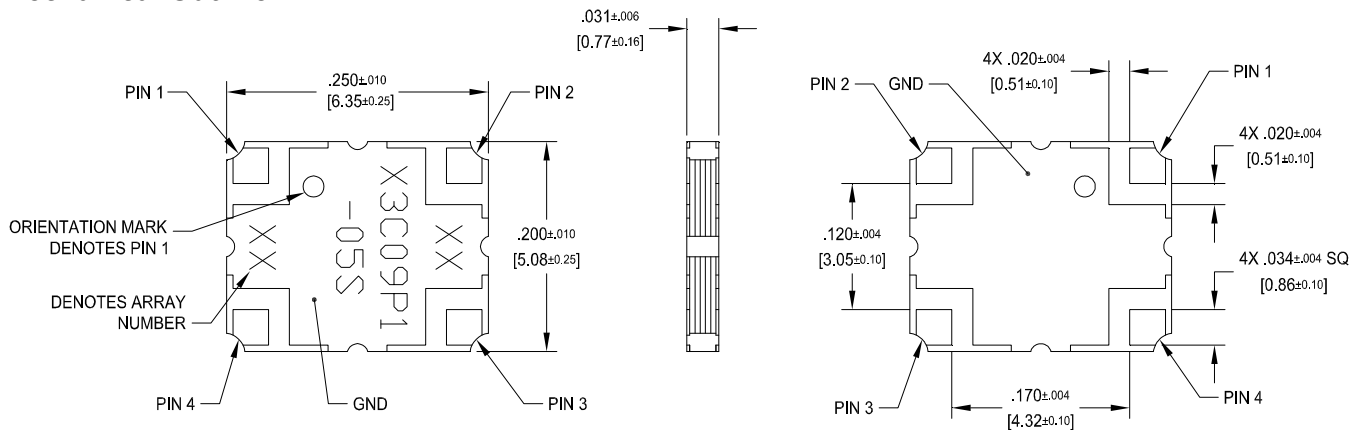 .250±.010
[6.35±0.25]
PIN 1
PIN 2
ORIENTATION MARK
DENOTES PIN 1
DENOTES ARRAY
NUMBER
XX
X3C09P1
-05S
XX
.200±.010
[5.08±0.25]
PIN 4
GND
PIN 3
.031±.006
[0.77±0.16]
4X .020±.004
[0.51±0.10]
PIN 2
GND
PIN 1
4X .020±.004
[0.51±0.10]
.120±.004
[3.05±0.10]
4X .034±.004 SQ
[0.86±0.10]
PIN 3
.170±.004
[4.32±0.10]
PIN 4